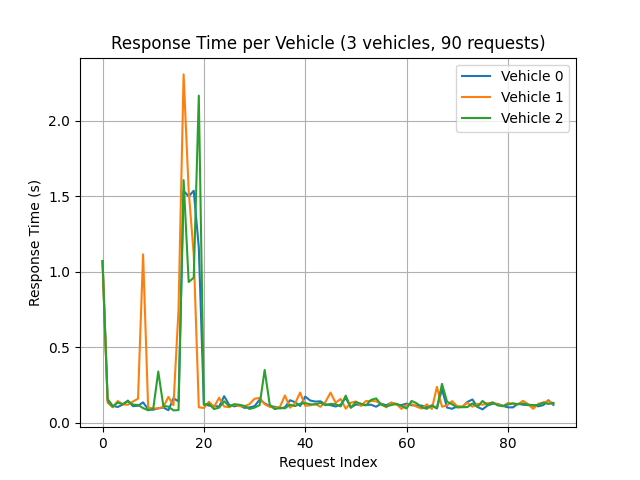 Response Time per Vehicle (3 vehicles, 90 requests)
Vehicle 0
Vehicle 1
Vehicle 2
Response Time (s)
2.0
1.5
1.0
0.5
0.0
0 20 40 60 80
Request Index